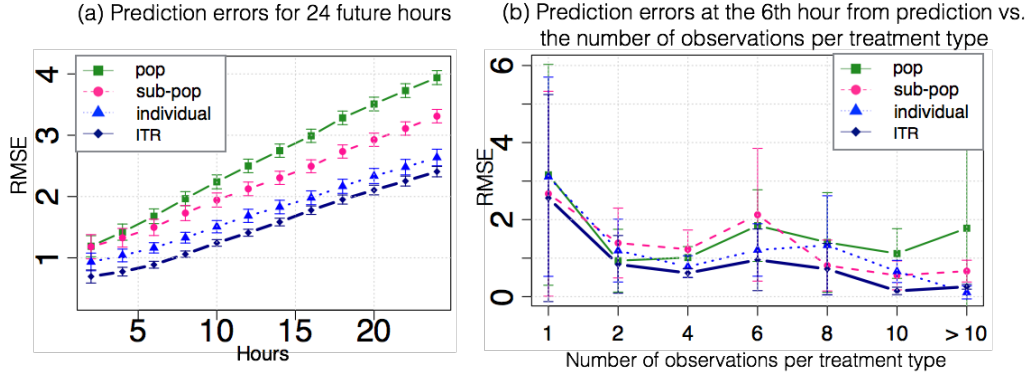 (a) Prediction errors for 24 future hours
RMSE
4
3
2
1
pop
sub-pop
individual
ITR
5
10
15
20
Hours
(b) Prediction errors at the 6th hour from prediction vs.
the number of observations per treatment type
RMSE
6
4
2
0
pop
sub-pop
individual
ITR
1
2
4
6
8
10
> 10
Number of observations per treatment type